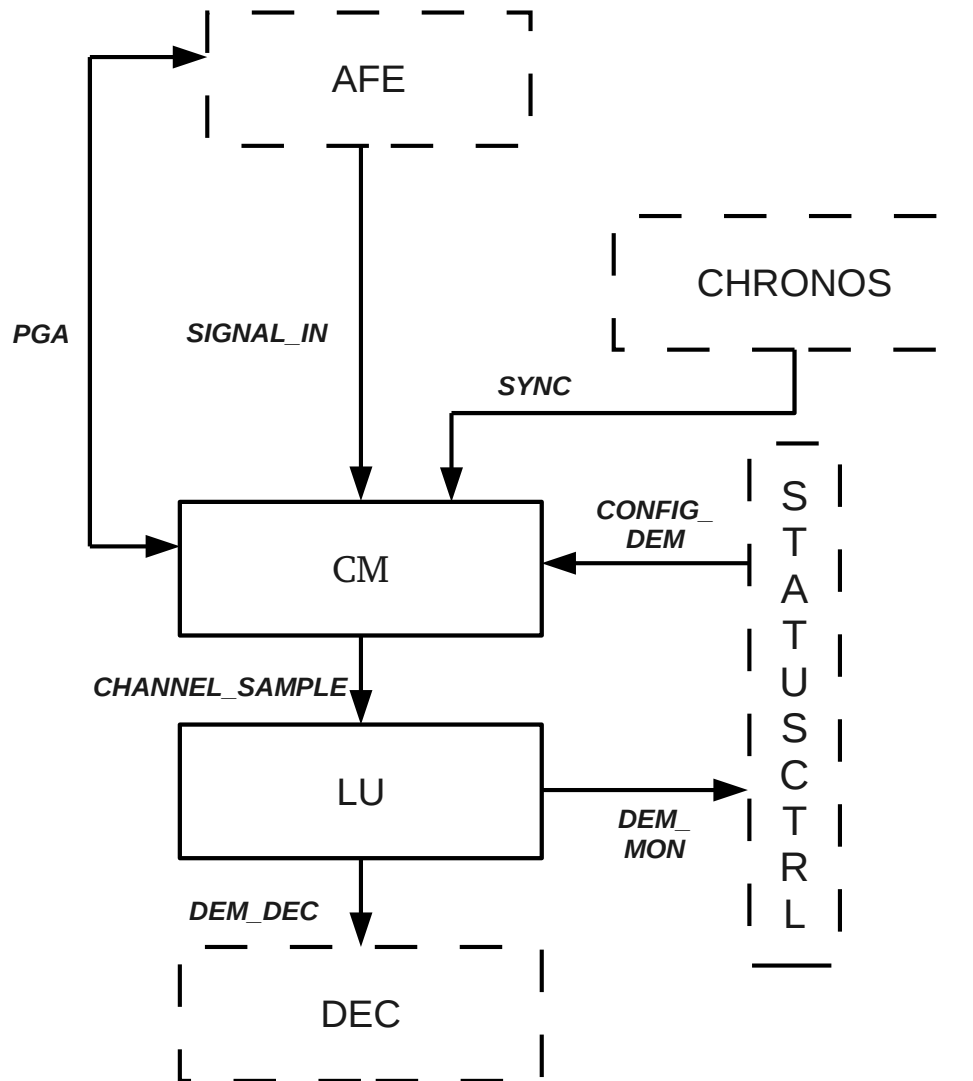 AFE
CHRONOS
PGA
SIGNAL_IN
SYNC
CONFIG_
DEM
S
T
A
T
U
S
C
T
R
L
CM
CHANNEL_SAMPLE
LU
DEM_
MON
DEM_DEC
DEC